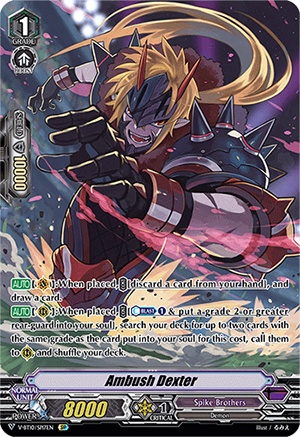 1
GRADE
BOOST
10000
AUTO [ ]:When placed, [discard a card from your hand], and
draw a card.
AUTO [ ]:When placed, [ BLAST 1 & put a grade 2 or greater
rear-guard into your soul], search your deck for up to two cards with
the same grade as the card put into your soul for this cost, call them
to , and shuffle your deck.
Ambush Dexter
NORMAL
UNIT
Spike Brothers
POWER 8000 1
CRITICAL
Demon
V-BT10/SP17EN SP
Illust /